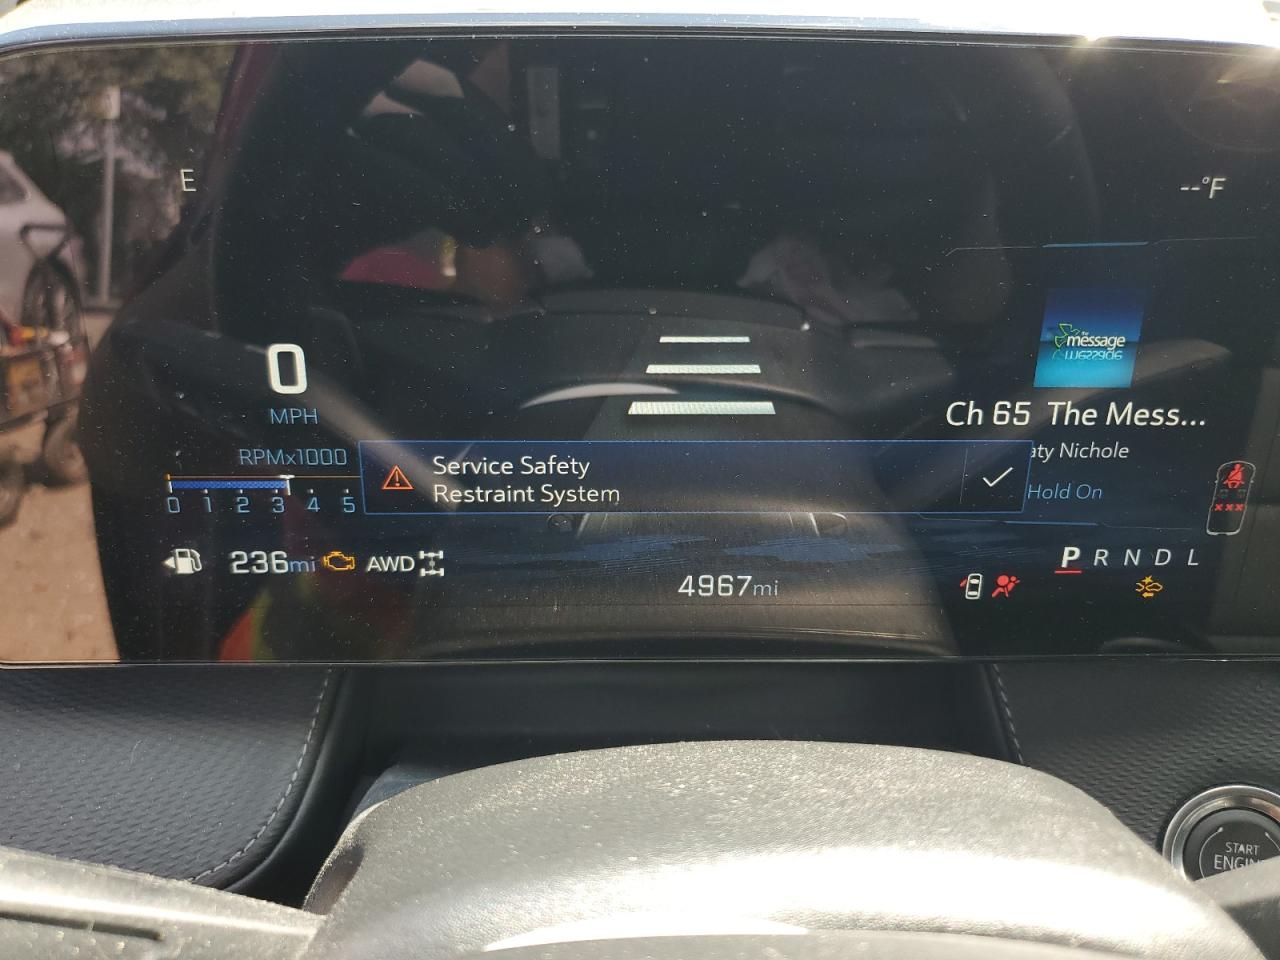 E
--°F
the
message
0
MPH
Ch 65 The Mess...
RPMx1000
aty Nichole
Service Safety
Restraint System
Hold On
0 1 2 3 4 5
236mi
AWD
P R N D L
4967mi
START
ENGIN